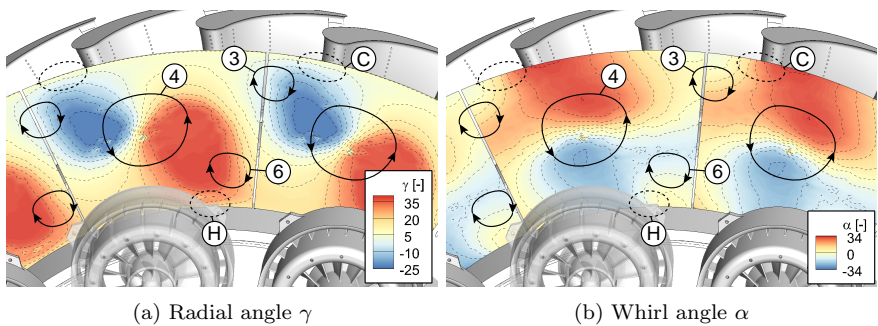 4
3
C
6
H
γ [-]
35
20
5
-10
-25
(a) Radial angle γ
4
3
C
6
H
α [-]
34
0
-34
(b) Whirl angle α